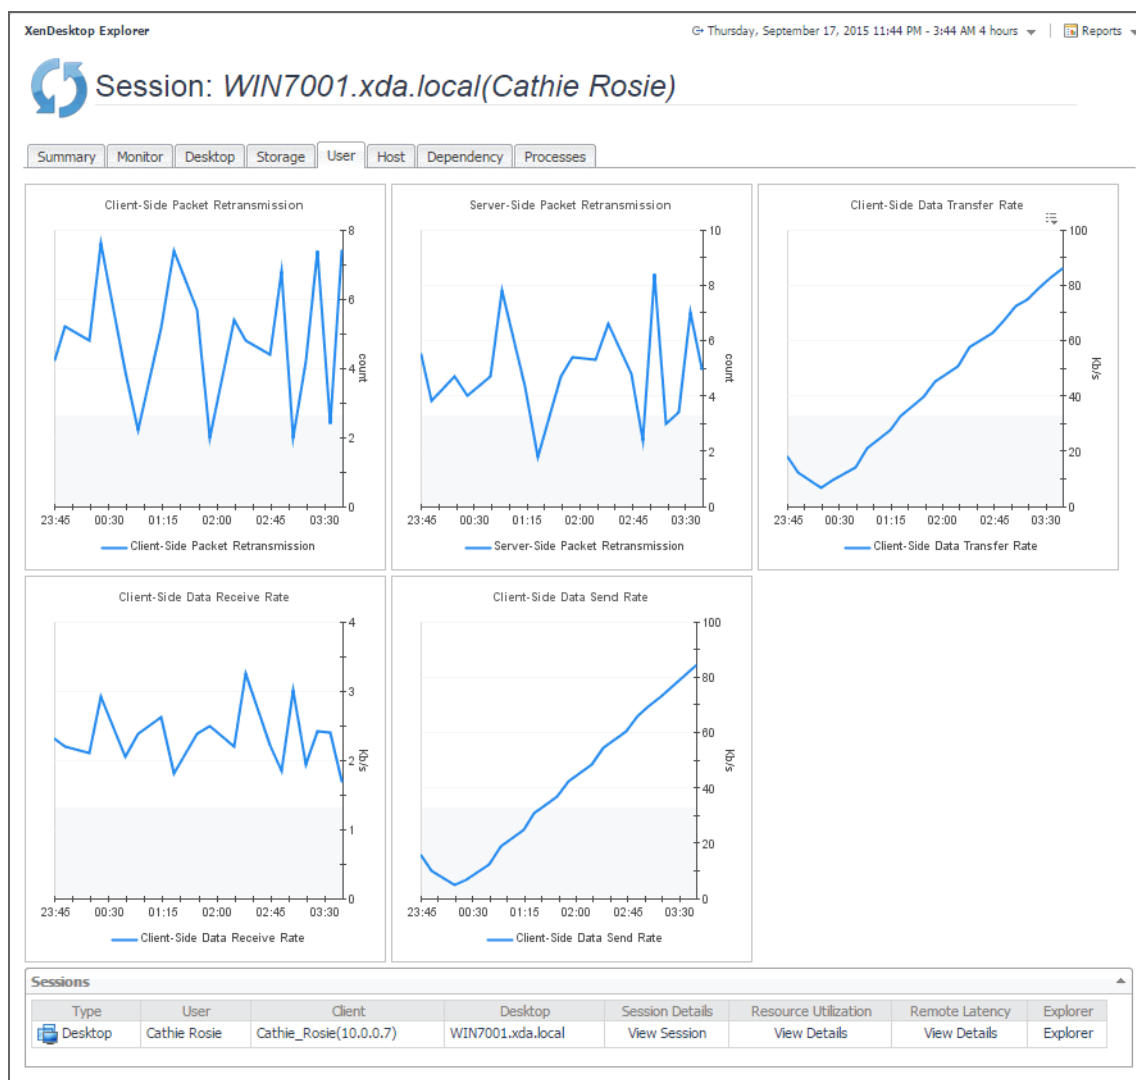 XenDesktop Explorer
Thursday, September 17, 2015 11:44 PM - 3:44 AM 4 hours | Reports
Session: WIN7001.xda.local(Cathie Rosie)
Summary Monitor Desktop Storage User Host Dependency Processes
Client-Side Packet Retransmission
8
6
4
2
0
count
23:45 00:30 01:15 02:00 02:45 03:30
Client-Side Packet Retransmission
Server-Side Packet Retransmission
10
8
6
4
2
0
count
23:45 00:30 01:15 02:00 02:45 03:30
Server-Side Packet Retransmission
Client-Side Data Transfer Rate
100
80
60
40
20
0
Kb/s
23:45 00:30 01:15 02:00 02:45 03:30
Client-Side Data Transfer Rate
Client-Side Data Receive Rate
4
3
2
1
0
Kb/s
23:45 00:30 01:15 02:00 02:45 03:30
Client-Side Data Receive Rate
Client-Side Data Send Rate
100
80
60
40
20
0
Kb/s
23:45 00:30 01:15 02:00 02:45 03:30
Client-Side Data Send Rate
Sessions
Type User Client Desktop Session Details Resource Utilization Remote Latency Explorer
Desktop Cathie Rosie Cathie_Rosie(10.0.0.7) WIN7001.xda.local View Session View Details View Details Explorer